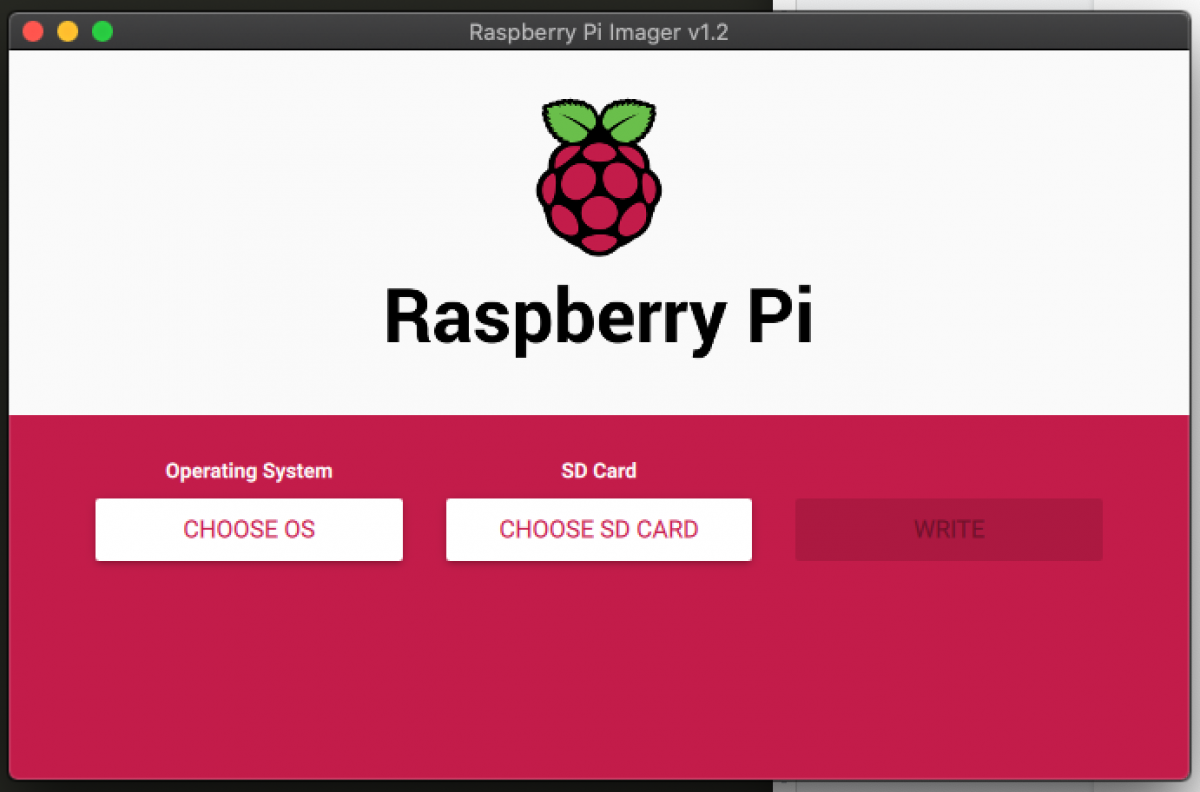 Raspberry Pi Imager v1.2
Raspberry Pi
Operating System
SD Card
CHOOSE OS
CHOOSE SD CARD
WRITE